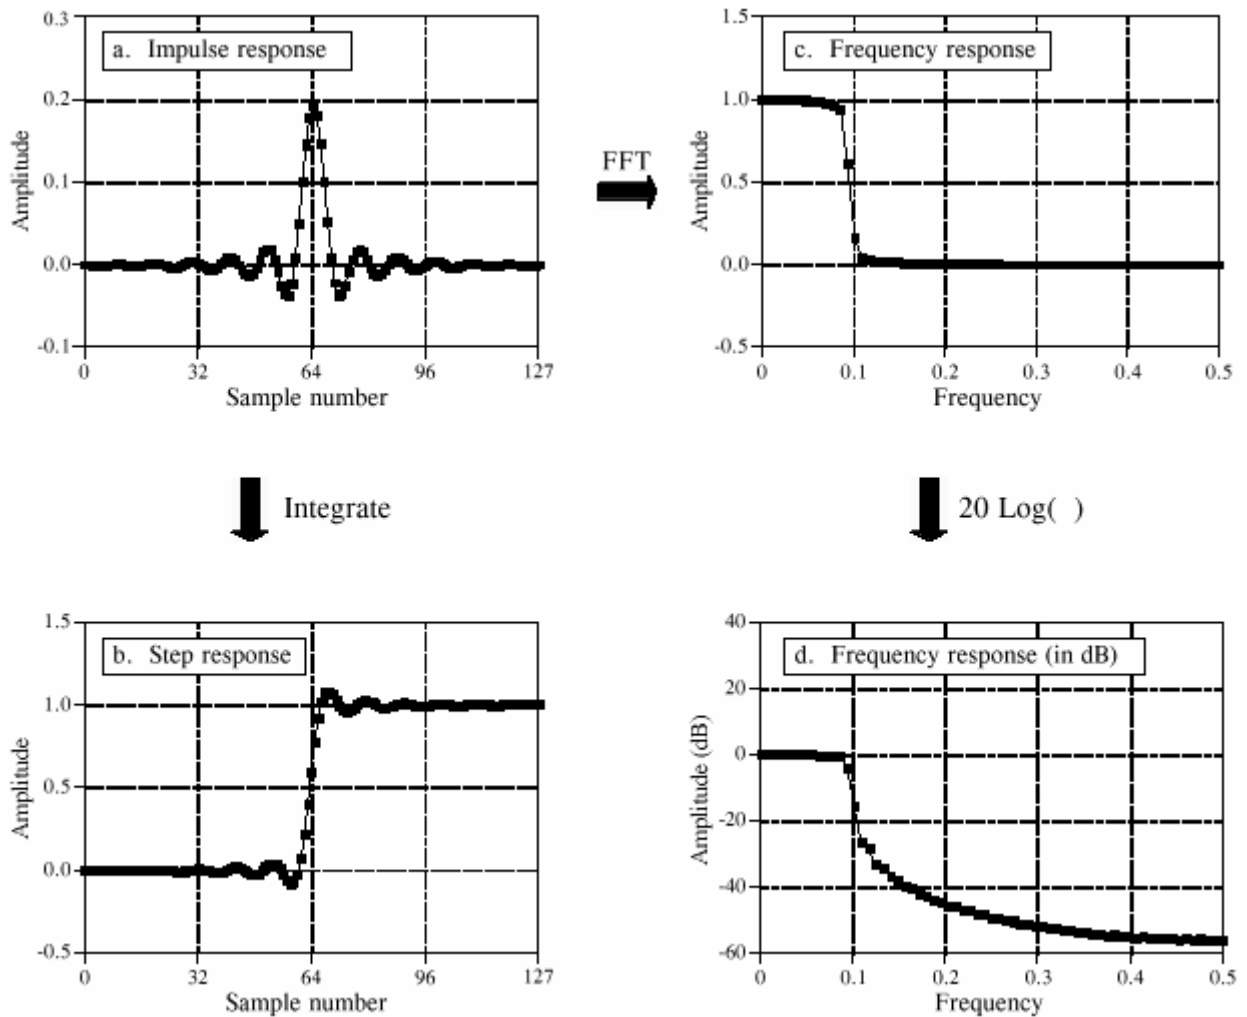 a. Impulse response
0.3
0.2
0.1
0.0
-0.1
Amplitude
0 32 64 96 127
Sample number
FFT
c. Frequency response
1.5
1.0
0.5
0.0
-0.5
Amplitude
0 0.1 0.2 0.3 0.4 0.5
Frequency
Integrate
20 Log( )
b. Step response
1.5
1.0
0.5
0.0
-0.5
Amplitude
0 32 64 96 127
Sample number
d. Frequency response (in dB)
40
20
0
-20
-40
-60
Amplitude (dB)
0 0.1 0.2 0.3 0.4 0.5
Frequency